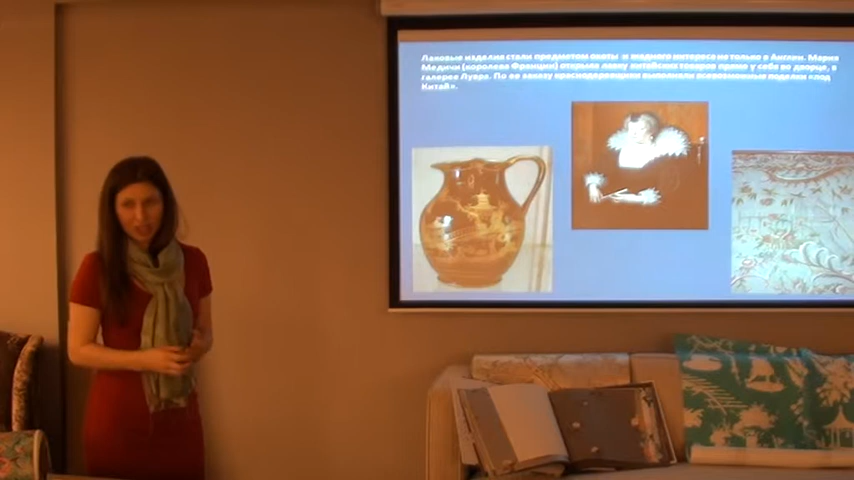 Лаковые изделия стали предметом охоты и жадного интереса не только в Англии. Мария
Медичи (королева Франции) открыла лавку китайских товаров прямо у себя во дворце, в
галерее Лувра. По ее заказу краснодеревщики выполняли всевозможные поделки «под
Китай».